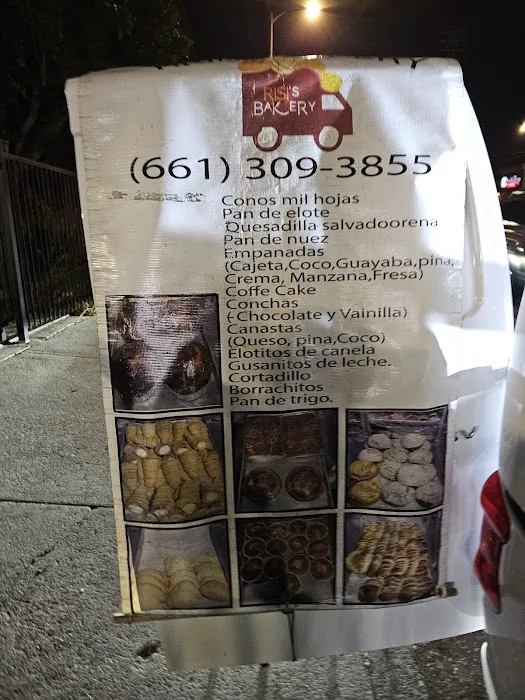 RISI'S
BAKERY
(661) 309-3855
Conos mil hojas
Pan de elote
Quesadilla salvadoorena
Pan de nuez
Empanadas
(Cajeta,Coco,Guayaba,pina,
Crema, Manzana,Fresa)
Coffe Cake
Conchas
(-Chocolate y Vainilla)
Canastas
(Queso, pina,Coco)
Elotitos de canela
Gusanitos de leche.
Cortadillo
Borrachitos
Pan de trigo.